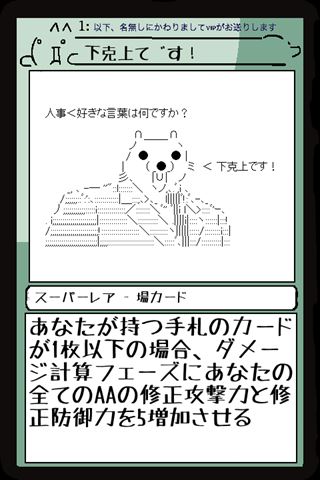 1: 以下、名無しにかわりましてVIPがお送りします
下克上です!
人事<好きな言葉は何ですか?
< 下克上です!
スーパーレア - 場カード
あなたが持つ手札のカード
が1枚以下の場合、ダメー
ジ計算フェーズにあなたの
全てのAAの修正攻撃力と修
正防御力を5増加させる